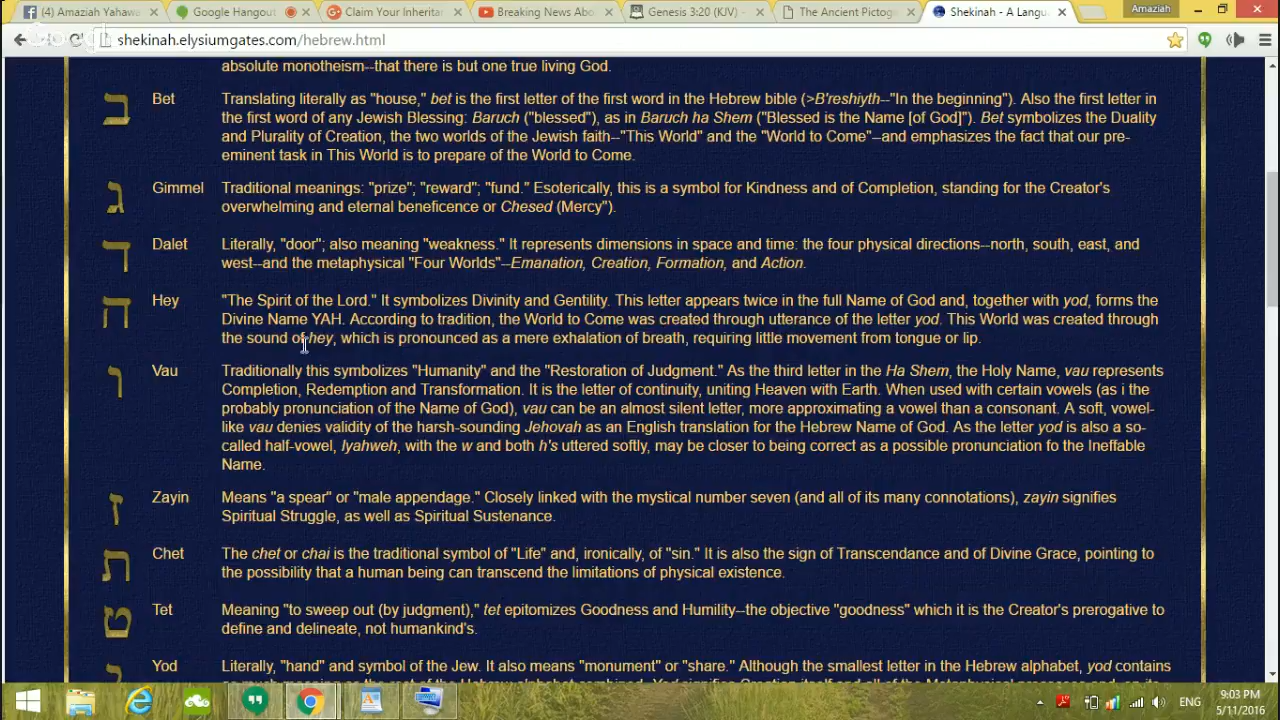 (4) Amaziah Yahawa
Google Hangout
Claim Your Inheritan
Breaking News Abo
Genesis 3:20 (KJV) -
The Ancient Pictog
Shekinah - A Langu
Amaziah
shekinah.elysiumgates.com/hebrew.html
absolute monotheism--that there is but one true living God.
ב Bet Translating literally as "house," bet is the first letter of the first word in the Hebrew bible (>B'reshiyth--"In the beginning"). Also the first letter in
the first word of any Jewish Blessing: Baruch ("blessed"), as in Baruch ha Shem ("Blessed is the Name [of God]"). Bet symbolizes the Duality
and Plurality of Creation, the two worlds of the Jewish faith--"This World" and the "World to Come"--and emphasizes the fact that our pre-
eminent task in This World is to prepare of the World to Come.
ג Gimmel Traditional meanings: "prize"; "reward"; "fund." Esoterically, this is a symbol for Kindness and of Completion, standing for the Creator's
overwhelming and eternal beneficence or Chesed (Mercy").
ד Dalet Literally, "door"; also meaning "weakness." It represents dimensions in space and time: the four physical directions--north, south, east, and
west--and the metaphysical "Four Worlds"--Emanation, Creation, Formation, and Action.
ה Hey "The Spirit of the Lord." It symbolizes Divinity and Gentility. This letter appears twice in the full Name of God and, together with yod, forms the
Divine Name YAH. According to tradition, the World to Come was created through utterance of the letter yod. This World was created through
the sound of hey, which is pronounced as a mere exhalation of breath, requiring little movement from tongue or lip.
ו Vau Traditionally this symbolizes "Humanity" and the "Restoration of Judgment." As the third letter in the Ha Shem, the Holy Name, vau represents
Completion, Redemption and Transformation. It is the letter of continuity, uniting Heaven with Earth. When used with certain vowels (as i the
probably pronunciation of the Name of God), vau can be an almost silent letter, more approximating a vowel than a consonant. A soft, vowel-
like vau denies validity of the harsh-sounding Jehovah as an English translation for the Hebrew Name of God. As the letter yod is also a so-
called half-vowel, Iyahweh, with the w and both h's uttered softly, may be closer to being correct as a possible pronunciation fo the Ineffable
Name.
ז Zayin Means "a spear" or "male appendage." Closely linked with the mystical number seven (and all of its many connotations), zayin signifies
Spiritual Struggle, as well as Spiritual Sustenance.
ת Chet The chet or chai is the traditional symbol of "Life" and, ironically, of "sin." It is also the sign of Transcendance and of Divine Grace, pointing to
the possibility that a human being can transcend the limitations of physical existence.
ט Tet Meaning "to sweep out (by judgment)," tet epitomizes Goodness and Humility--the objective "goodness" which it is the Creator's prerogative to
define and delineate, not humankind's.
Yod Literally, "hand" and symbol of the Jew. It also means "monument" or "share." Although the smallest letter in the Hebrew alphabet, yod contains
ENG
9:03 PM
5/11/2016